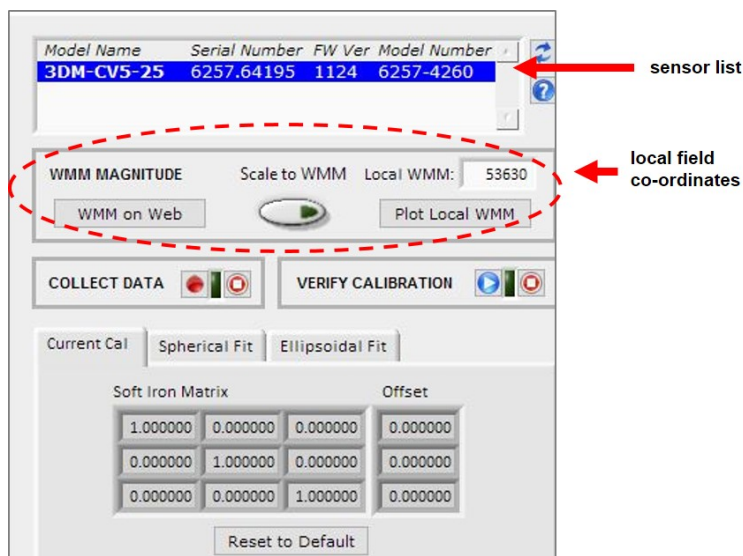 Model Name Serial Number FW Ver Model Number
3DM-CV5-25 6257.64195 1124 6257-4260
sensor list
WMM MAGNITUDE Scale to WMM Local WMM: 53630
WMM on Web Plot Local WMM
local field
co-ordinates
COLLECT DATA VERIFY CALIBRATION
Current Cal Spherical Fit Ellipsoidal Fit
Soft Iron Matrix Offset
1.000000 0.000000 0.000000 0.000000
0.000000 1.000000 0.000000 0.000000
0.000000 0.000000 1.000000 0.000000
Reset to Default